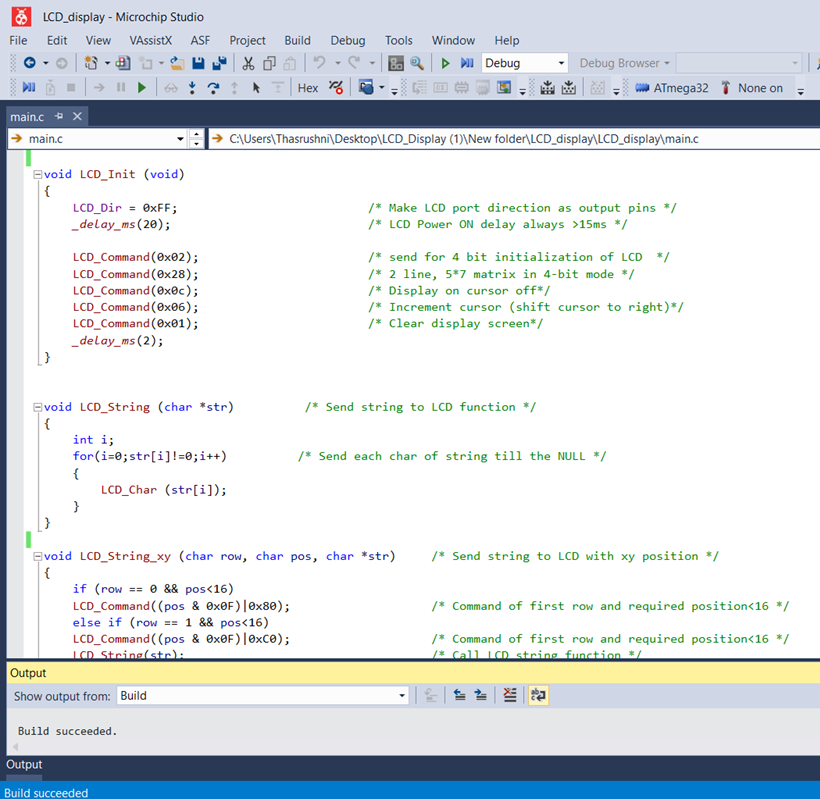 LCD_display - Microchip Studio
File Edit View VAssistX ASF Project Build Debug Tools Window Help
Debug Debug Browser
Hex ATmega32 None on
main.c
main.c C:\Users\Thasrushni\Desktop\LCD_Display (1)\New folder\LCD_display\LCD_display\main.c
void LCD_Init (void)
{
LCD_Dir = 0xFF; /* Make LCD port direction as output pins */
_delay_ms(20); /* LCD Power ON delay always >15ms */
LCD_Command(0x02); /* send for 4 bit initialization of LCD */
LCD_Command(0x28); /* 2 line, 5*7 matrix in 4-bit mode */
LCD_Command(0x0c); /* Display on cursor off*/
LCD_Command(0x06); /* Increment cursor (shift cursor to right)*/
LCD_Command(0x01); /* Clear display screen*/
_delay_ms(2);
}
void LCD_String (char *str) /* Send string to LCD function */
{
int i;
for(i=0;str[i]!=0;i++) /* Send each char of string till the NULL */
{
LCD_Char (str[i]);
}
}
void LCD_String_xy (char row, char pos, char *str) /* Send string to LCD with xy position */
{
if (row == 0 && pos<16)
LCD_Command((pos & 0x0F)|0x80); /* Command of first row and required position<16 */
else if (row == 1 && pos<16)
LCD_Command((pos & 0x0F)|0xC0); /* Command of first row and required position<16 */
LCD_String(str); /* Call LCD string function */
Output
Show output from: Build
Build succeeded.
Output
Build succeeded